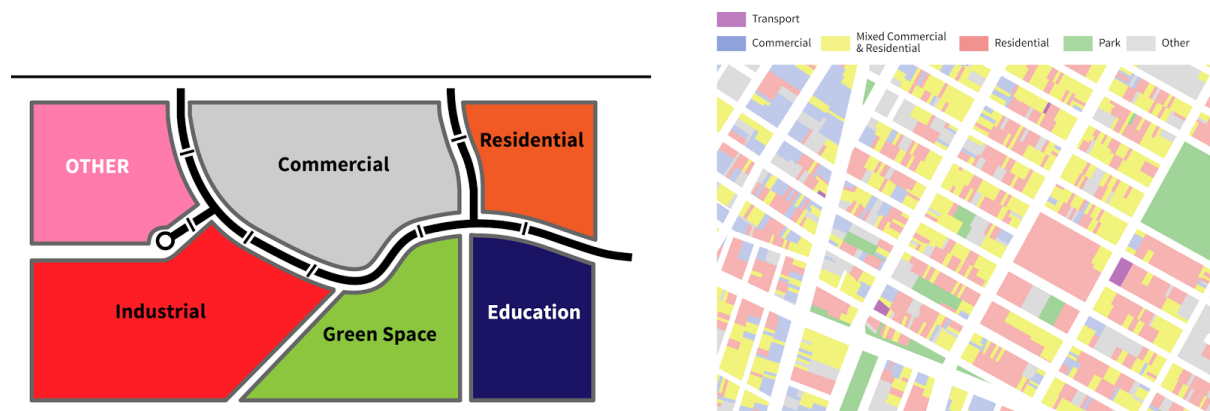 OTHER
Commercial
Residential
Industrial
Green Space
Education
Transport
Commercial
Mixed Commercial
& Residential
Residential
Park
Other